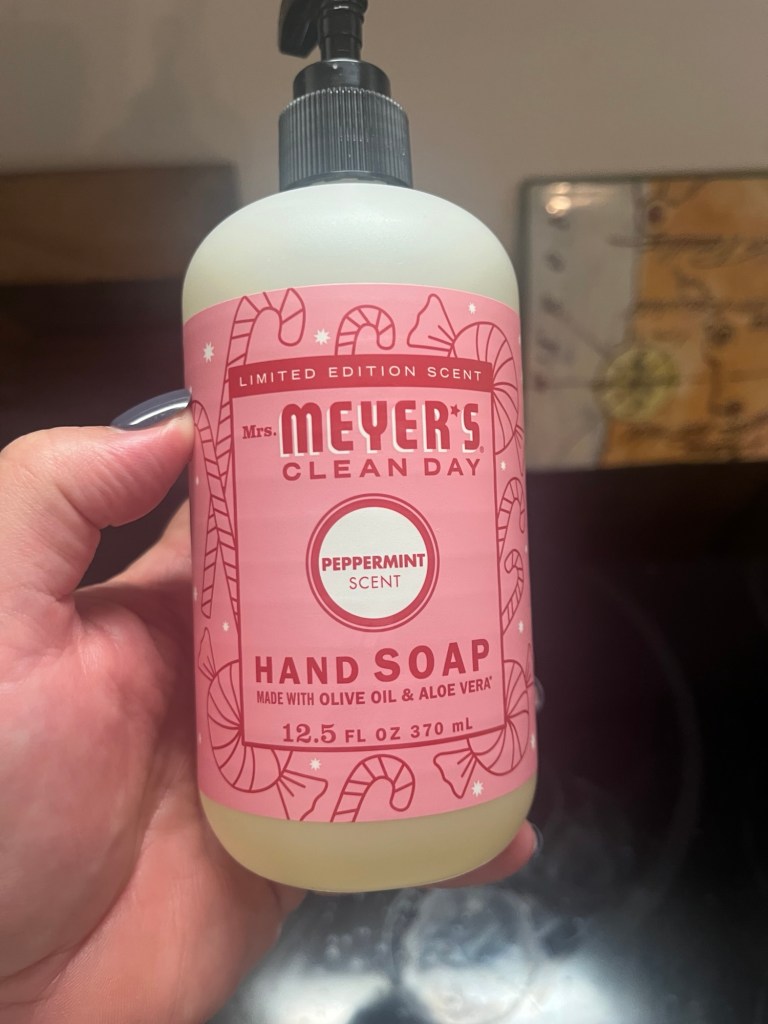 LIMITED EDITION SCENT
Mrs. MEYER'S®
CLEAN DAY
PEPPERMINT
SCENT
HAND SOAP
MADE WITH OLIVE OIL & ALOE VERA*
12.5 FL OZ 370 mL